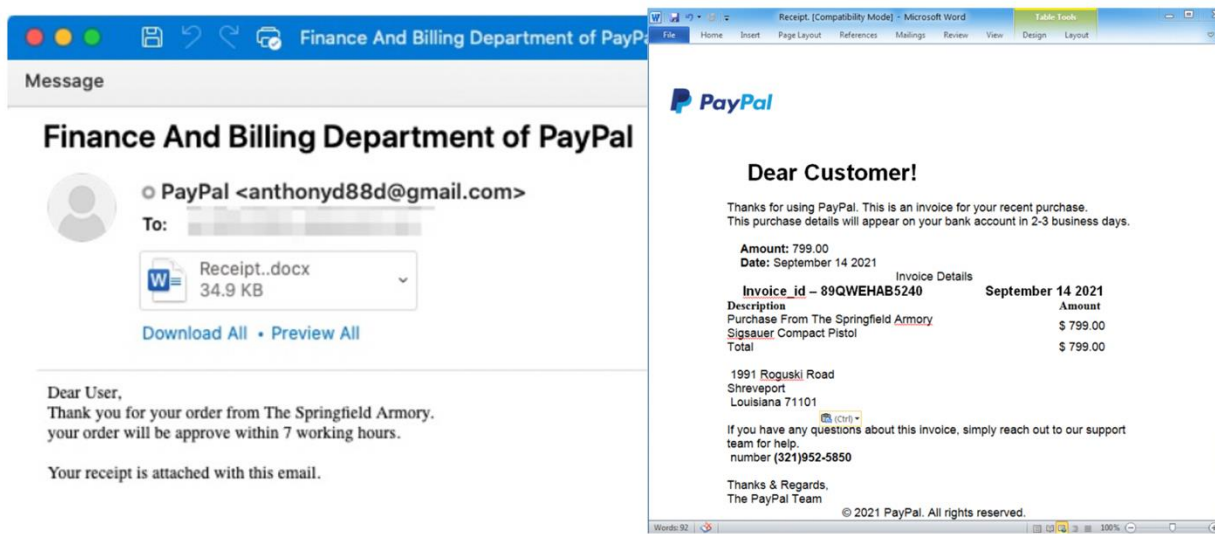 Finance And Billing Department of PayPa
Message
Finance And Billing Department of PayPal
PayPal <anthonyd88d@gmail.com>
To:
Receipt..docx
34.9 KB
Download All • Preview All
Dear User,
Thank you for your order from The Springfield Armory.
your order will be approve within 7 working hours.
Your receipt is attached with this email.
Receipt. [Compatibility Mode] - Microsoft Word
Table Tools
File Home Insert Page Layout References Mailings Review View Design Layout
PayPal
Dear Customer!
Thanks for using PayPal. This is an invoice for your recent purchase.
This purchase details will appear on your bank account in 2-3 business days.
Amount: 799.00
Date: September 14 2021
Invoice Details
Invoice_id – 89QWEHAB5240 September 14 2021
Description Amount
Purchase From The Springfield Armory
Sigsauer Compact Pistol $ 799.00
Total $ 799.00
1991 Roguski Road
Shreveport
Louisiana 71101
(Ctrl)
If you have any questions about this invoice, simply reach out to our support
team for help.
number (321)952-5850
Thanks & Regards,
The PayPal Team
© 2021 PayPal. All rights reserved.
Words: 92 100%